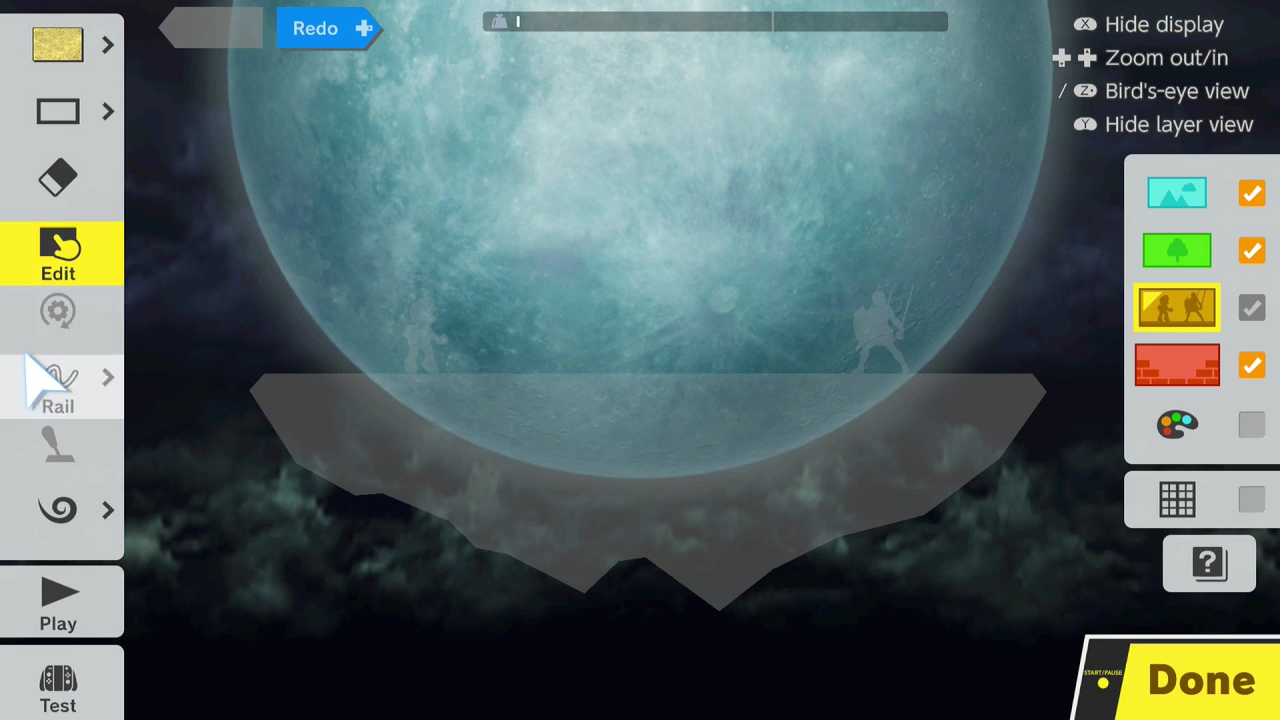 Redo
X Hide display
Zoom out/in
/ Z Bird's-eye view
Y Hide layer view
Edit
Rail
?
Play
Test
START/PAUSE
Done